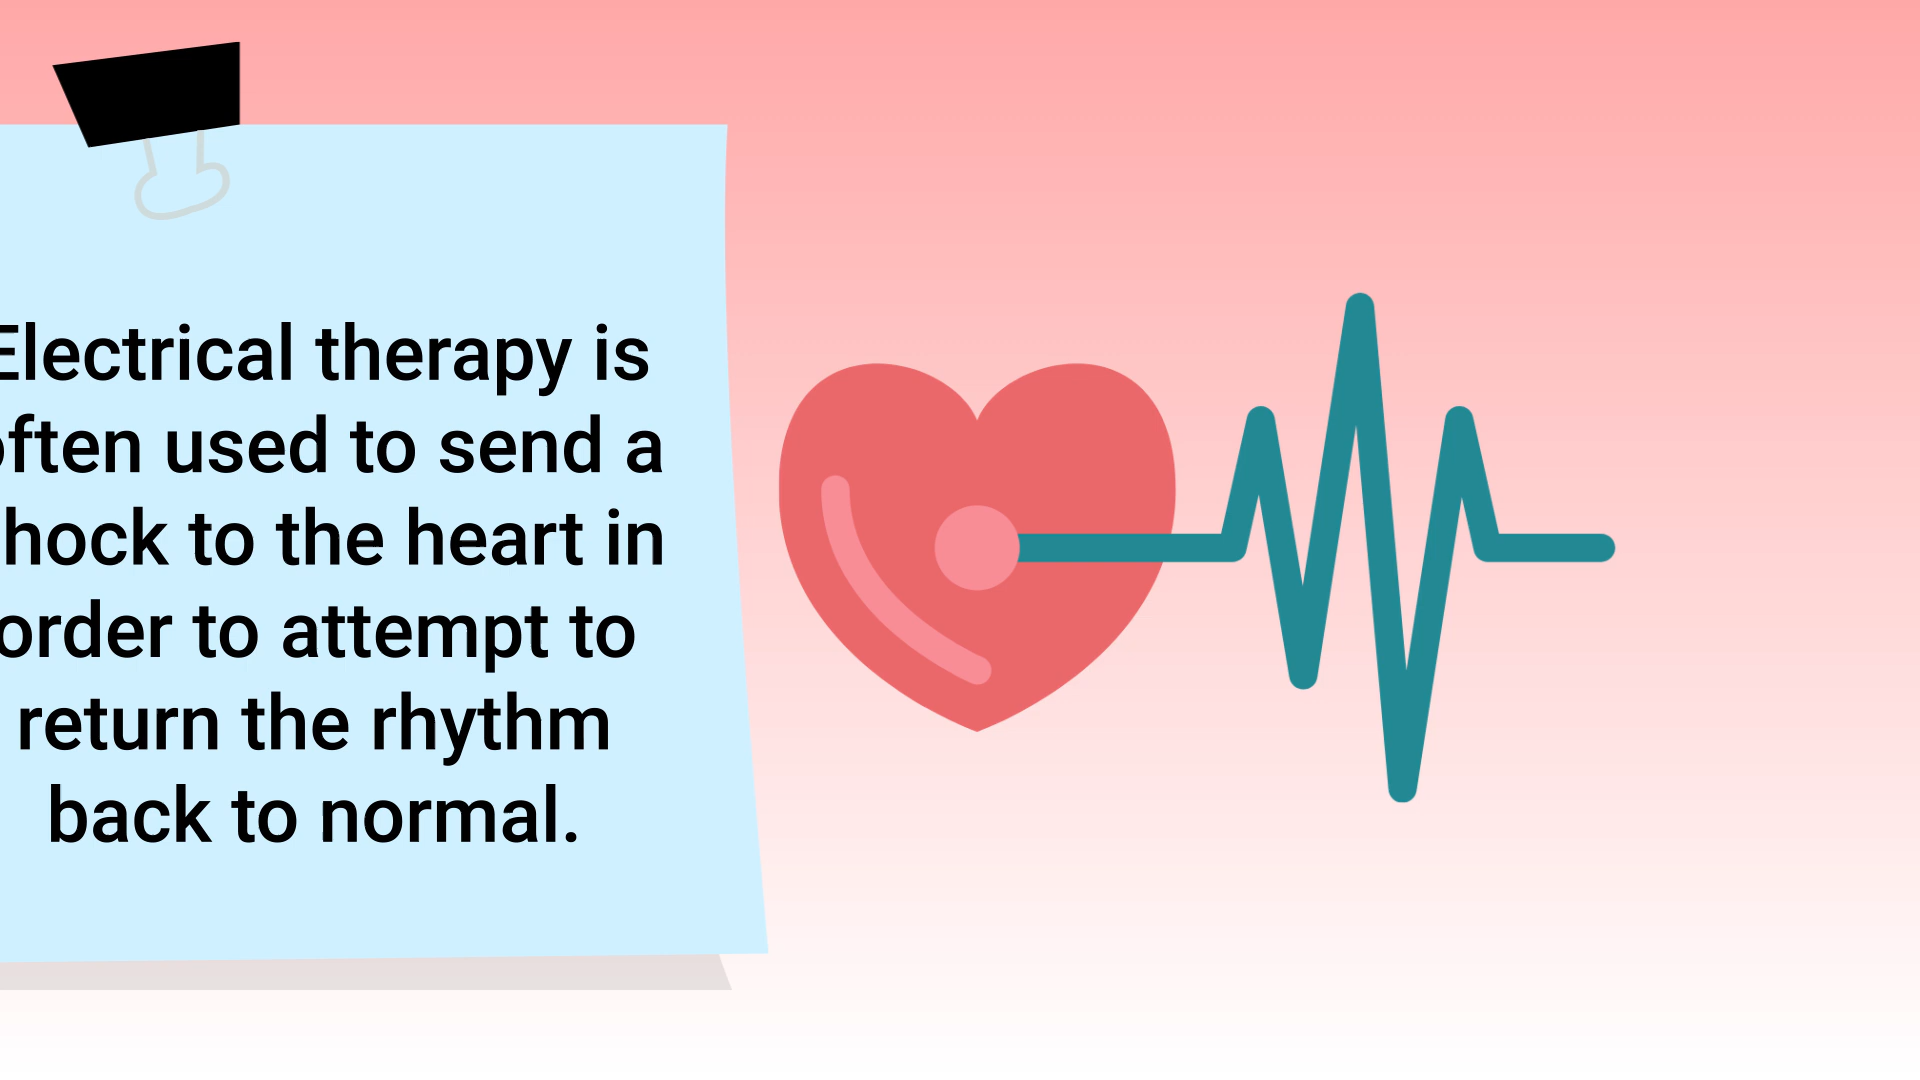 Electrical therapy is
often used to send a
hock to the heart in
order to attempt to
return the rhythm
back to normal.